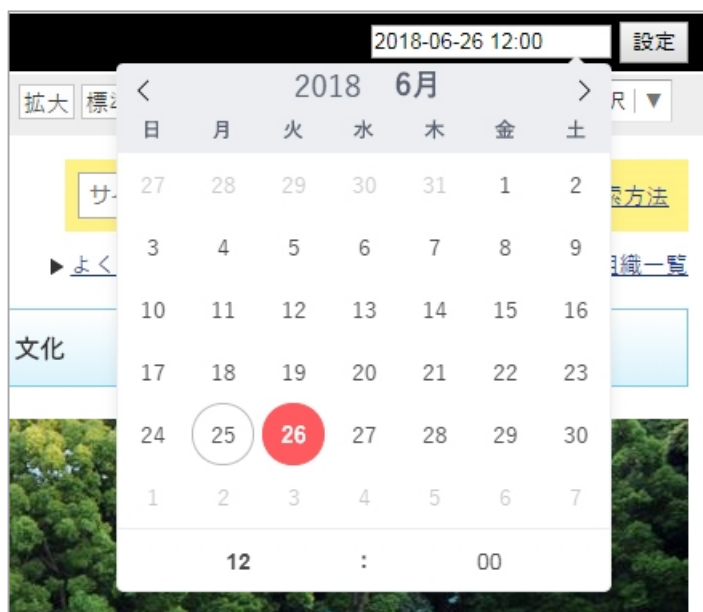 2018-06-26 12:00 設定
拡大 標 択 ▼
2018 6月
日 月 火 水 木 金 土
27 28 29 30 31 1 2
サ 索方法
3 4 5 6 7 8 9
▶よく 組織一覧
10 11 12 13 14 15 16
文化
17 18 19 20 21 22 23
24 25 26 27 28 29 30
1 2 3 4 5 6 7
12 : 00